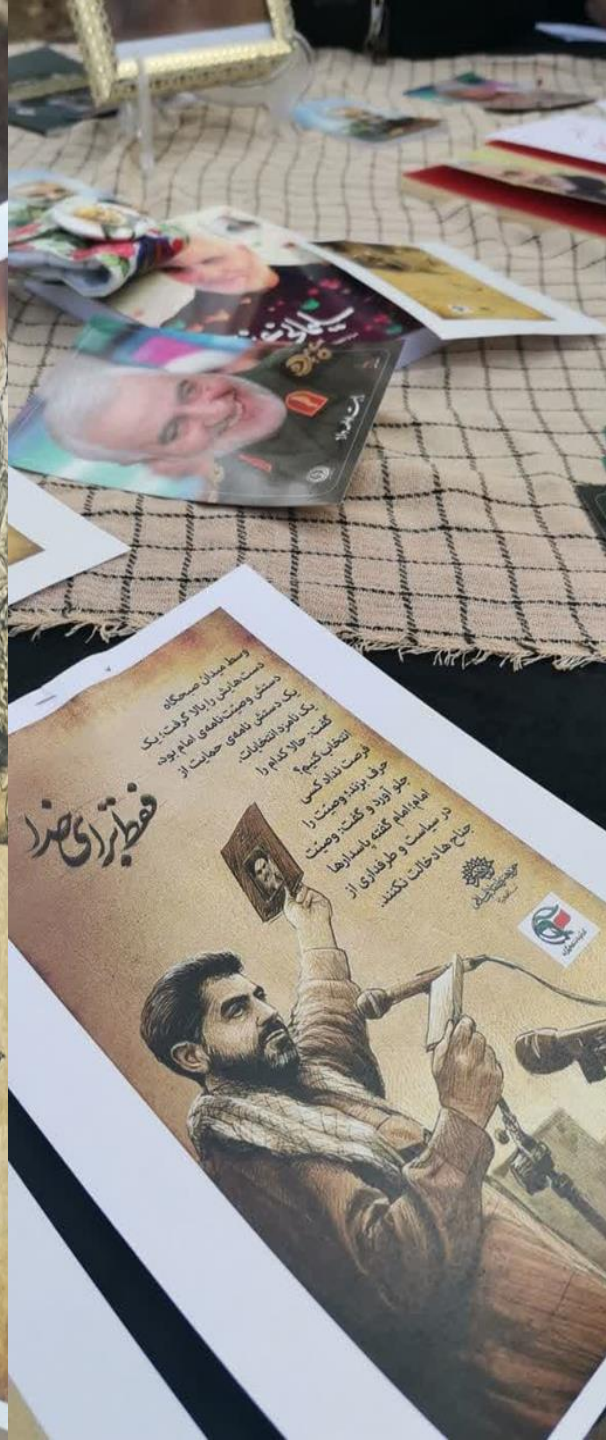 سلیمانی
وسط میدان صبحگاه
دست‌هایش را بالا گرفت؛ یک
دستش وصیت‌نامه‌ی امام بود،
یک دستش نامه‌ی حمایت از
یک نامزد انتخابات.
گفت: حالا کدام را
انتخاب کنیم؟
فرصت نداد کسی
حرف بزند؛ وصیت را
جلو آورد و گفت: وصیت
امام! امام گفته پاسدارها
در سیاست و طرفداری از
جناح ها دخالت نکنند.
فقط برای خدا